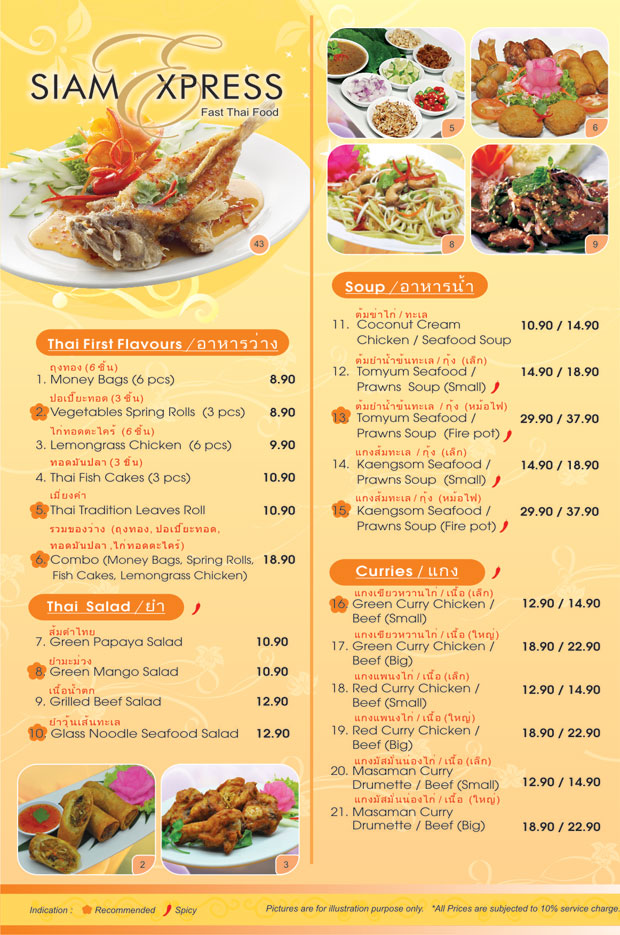 SIAM EXPRESS
Fast Thai Food
43
Thai First Flavours / อาหารว่าง
ถุงทอง (6 ชิ้น)
1. Money Bags (6 pcs) 8.90
ปอเปี๊ยะทอด (3 ชิ้น)
2. Vegetables Spring Rolls (3 pcs) 8.90
ไก่ทอดตะไคร้ (6 ชิ้น)
3. Lemongrass Chicken (6 pcs) 9.90
ทอดมันปลา (3 ชิ้น)
4. Thai Fish Cakes (3 pcs) 10.90
เมี่ยงคำ
5. Thai Tradition Leaves Roll 10.90
รวมของว่าง (ถุงทอง, ปอเปี๊ยะทอด,
ทอดมันปลา ,ไก่ทอดตะไคร้)
6. Combo (Money Bags, Spring Rolls, 18.90
Fish Cakes, Lemongrass Chicken)
Thai Salad / ยำ
ส้มตำไทย
7. Green Papaya Salad 10.90
ยำมะม่วง
8. Green Mango Salad 10.90
เนื้อน้ำตก
9. Grilled Beef Salad 12.90
ยำวุ้นเส้นทะเล
10. Glass Noodle Seafood Salad 12.90
2
3
5
6
8
9
Soup / อาหารน้ำ
ต้มข่าไก่ / ทะเล
11. Coconut Cream 10.90 / 14.90
Chicken / Seafood Soup
ต้มยำน้ำข้นทะเล / กุ้ง (เล็ก)
12. Tomyum Seafood / 14.90 / 18.90
Prawns Soup (Small)
ต้มยำน้ำข้นทะเล / กุ้ง (หม้อไฟ)
13. Tomyum Seafood / 29.90 / 37.90
Prawns Soup (Fire pot)
แกงส้มทะเล / กุ้ง (เล็ก)
14. Kaengsom Seafood / 14.90 / 18.90
Prawns Soup (Small)
แกงส้มทะเล / กุ้ง (หม้อไฟ)
15. Kaengsom Seafood / 29.90 / 37.90
Prawns Soup (Fire pot)
Curries / แกง
แกงเขียวหวานไก่ / เนื้อ (เล็ก)
16. Green Curry Chicken / 12.90 / 14.90
Beef (Small)
แกงเขียวหวานไก่ / เนื้อ (ใหญ่)
17. Green Curry Chicken / 18.90 / 22.90
Beef (Big)
แกงแพนงไก่ / เนื้อ (เล็ก)
18. Red Curry Chicken / 12.90 / 14.90
Beef (Small)
แกงแพนงไก่ / เนื้อ (ใหญ่)
19. Red Curry Chicken / 18.90 / 22.90
Beef (Big)
แกงมัสมั่นน่องไก่ / เนื้อ (เล็ก)
20. Masaman Curry
Drumette / Beef (Small) 12.90 / 14.90
แกงมัสมั่นน่องไก่ / เนื้อ (ใหญ่)
21. Masaman Curry
Drumette / Beef (Big) 18.90 / 22.90
Indication : Recommended Spicy Pictures are for illustration purpose only. *All Prices are subjected to 10% service charge.